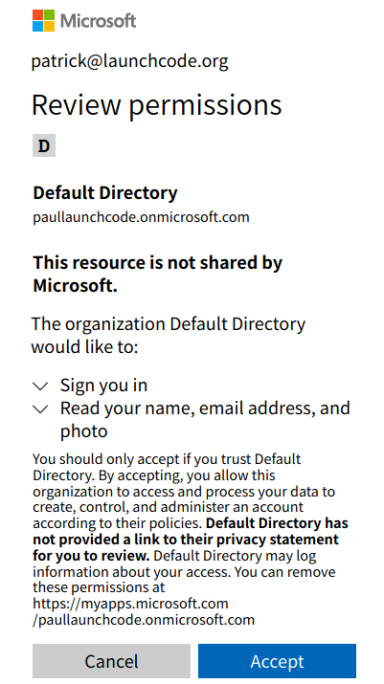 Microsoft
patrick@launchcode.org
Review permissions
D
Default Directory
paullaunchcode.onmicrosoft.com
This resource is not shared by
Microsoft.
The organization Default Directory
would like to:
Sign you in
Read your name, email address, and
photo
You should only accept if you trust Default
Directory. By accepting, you allow this
organization to access and process your data to
create, control, and administer an account
according to their policies. Default Directory has
not provided a link to their privacy statement
for you to review. Default Directory may log
information about your access. You can remove
these permissions at
https://myapps.microsoft.com
/paullaunchcode.onmicrosoft.com
Cancel Accept